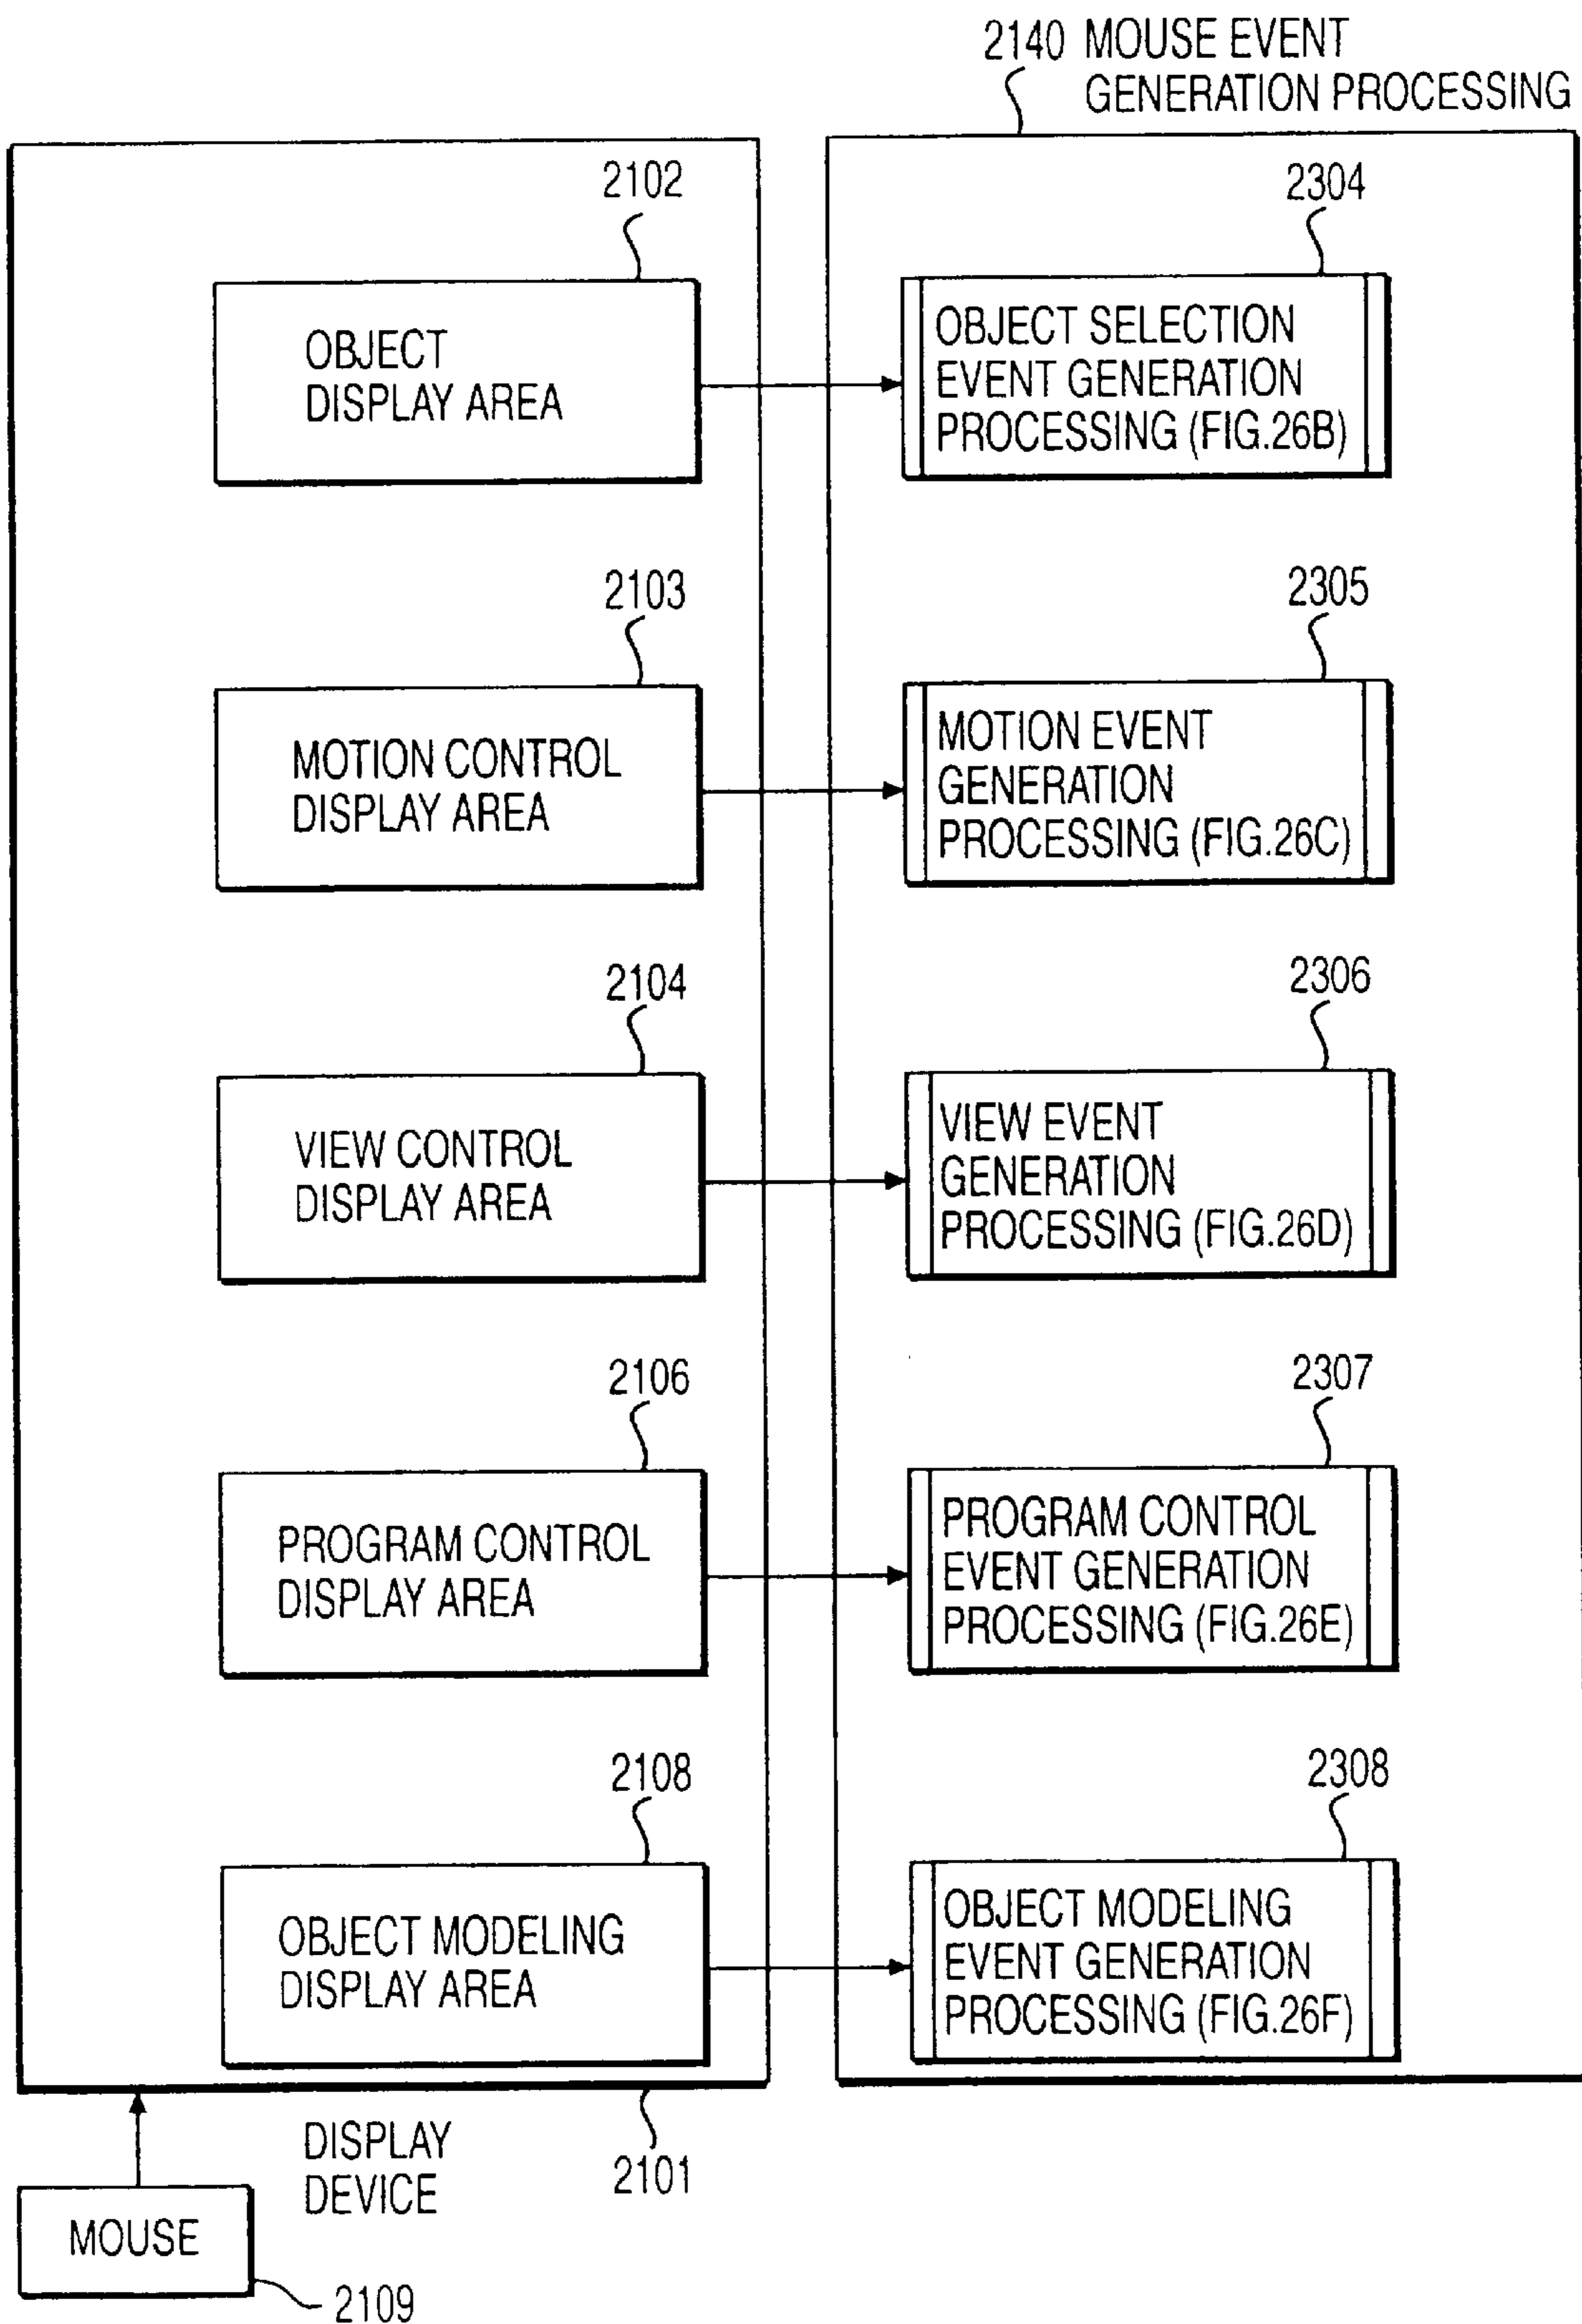 2140 MOUSE EVENT
GENERATION PROCESSING
2102
OBJECT
DISPLAY AREA
2304
OBJECT SELECTION
EVENT GENERATION
PROCESSING (FIG.26B)
2103
MOTION CONTROL
DISPLAY AREA
2305
MOTION EVENT
GENERATION
PROCESSING (FIG.26C)
2104
VIEW CONTROL
DISPLAY AREA
2306
VIEW EVENT
GENERATION
PROCESSING (FIG.26D)
2106
PROGRAM CONTROL
DISPLAY AREA
2307
PROGRAM CONTROL
EVENT GENERATION
PROCESSING (FIG.26E)
2108
OBJECT MODELING
DISPLAY AREA
2308
OBJECT MODELING
EVENT GENERATION
PROCESSING (FIG.26F)
DISPLAY
DEVICE
2101
MOUSE
2109